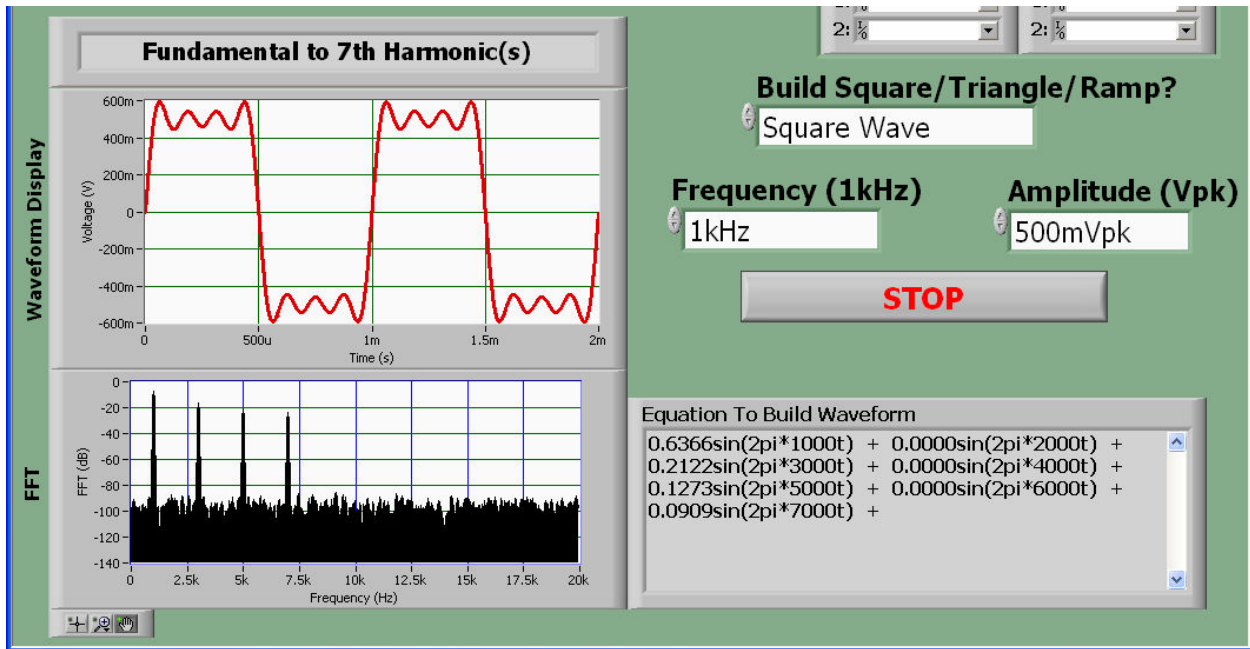 2: 2:
Fundamental to 7th Harmonic(s)
Build Square/Triangle/Ramp?
Square Wave
Frequency (1kHz) Amplitude (Vpk)
1kHz 500mVpk
STOP
Waveform Display
Voltage (V)
600m
400m
200m
0
-200m
-400m
-600m
0 500u 1m 1.5m 2m
Time (s)
FFT
FFT (dB)
0
-20
-40
-60
-80
-100
-120
-140
0 2.5k 5k 7.5k 10k 12.5k 15k 17.5k 20k
Frequency (Hz)
Equation To Build Waveform
0.6366sin(2pi*1000t) + 0.0000sin(2pi*2000t) +
0.2122sin(2pi*3000t) + 0.0000sin(2pi*4000t) +
0.1273sin(2pi*5000t) + 0.0000sin(2pi*6000t) +
0.0909sin(2pi*7000t) +